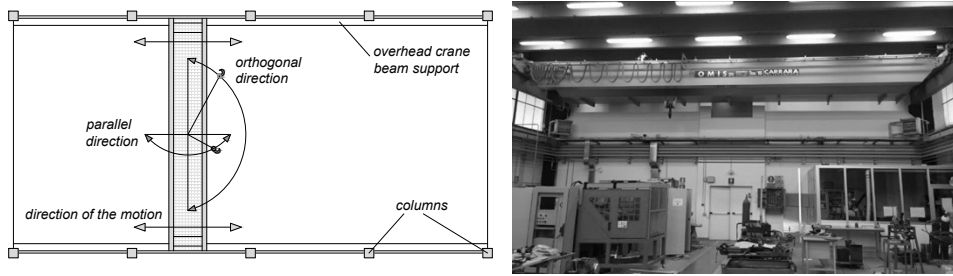 orthogonal
direction
overhead crane
beam support
parallel
direction
direction of the motion
columns
OMIS
CARRARA